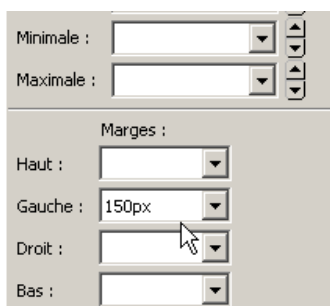 Minimale :
Maximale :
Marges :
Haut :
Gauche : 150px
Droit :
Bas :